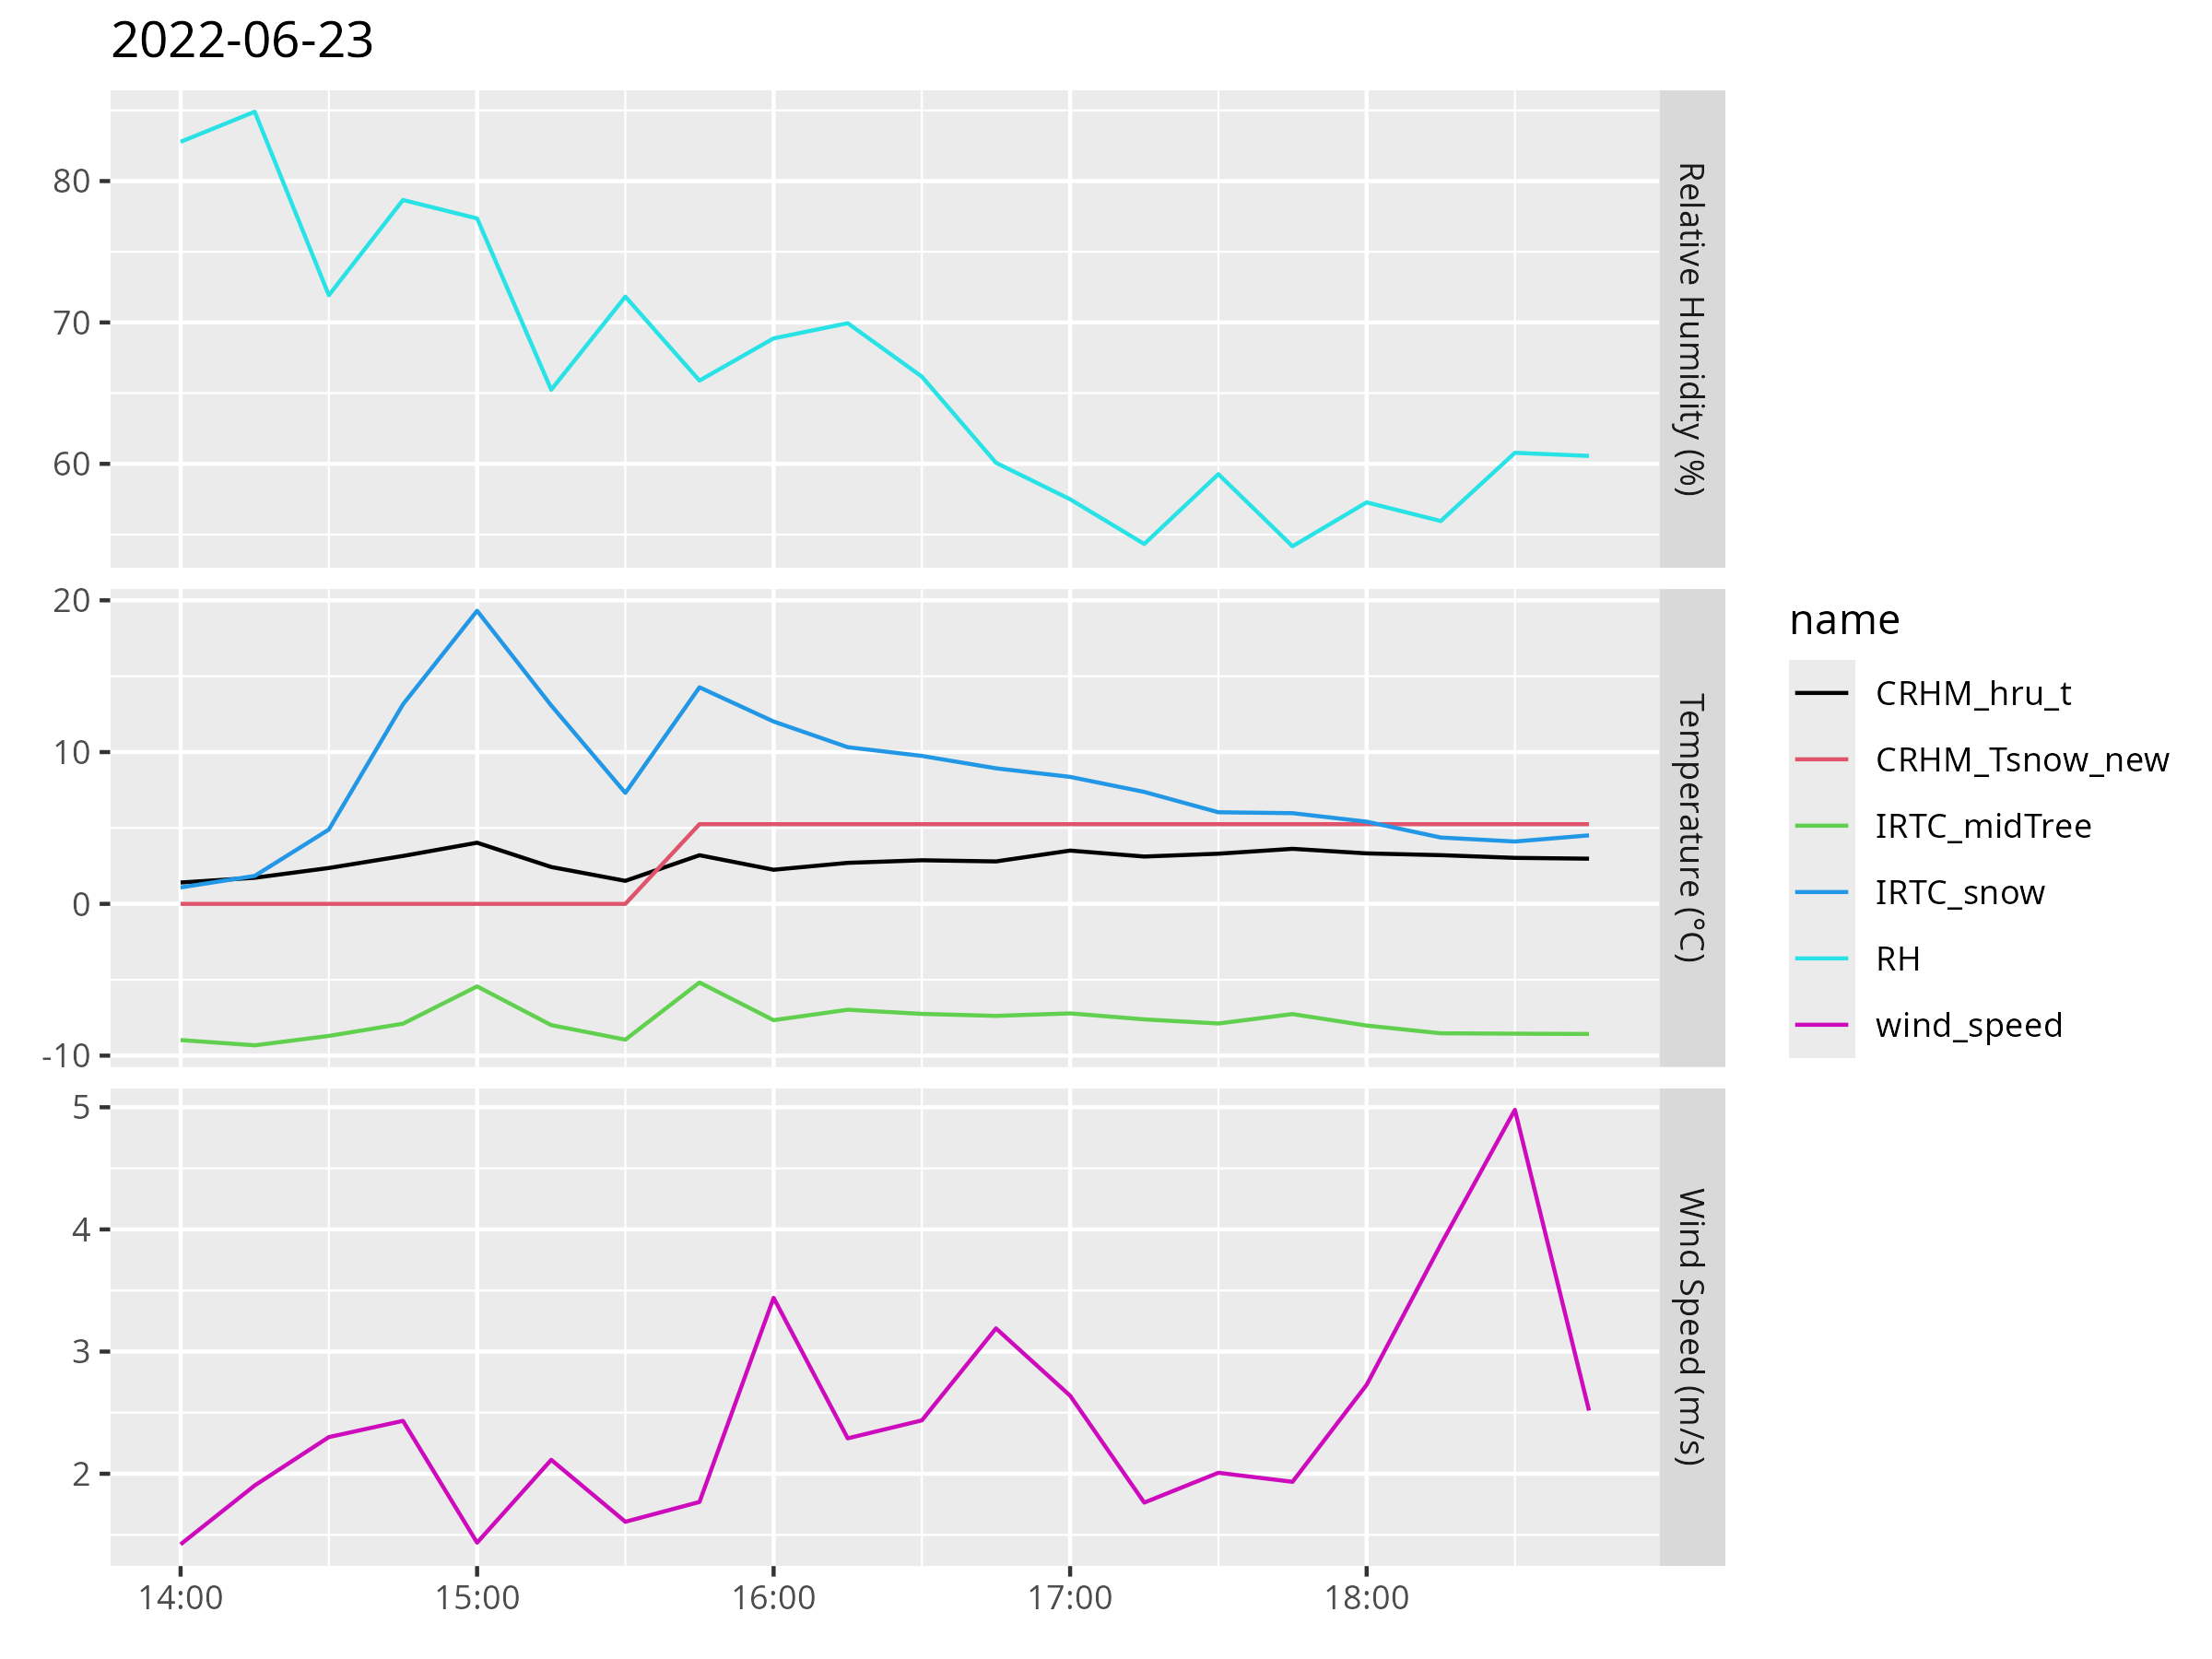 2022-06-23
80
70
60
Relative Humidity (%)
20
10
0
-10
Temperature (°C)
5
4
3
2
Wind Speed (m/s)
14:00 15:00 16:00 17:00 18:00
name
CRHM_hru_t
CRHM_Tsnow_new
IRTC_midTree
IRTC_snow
RH
wind_speed